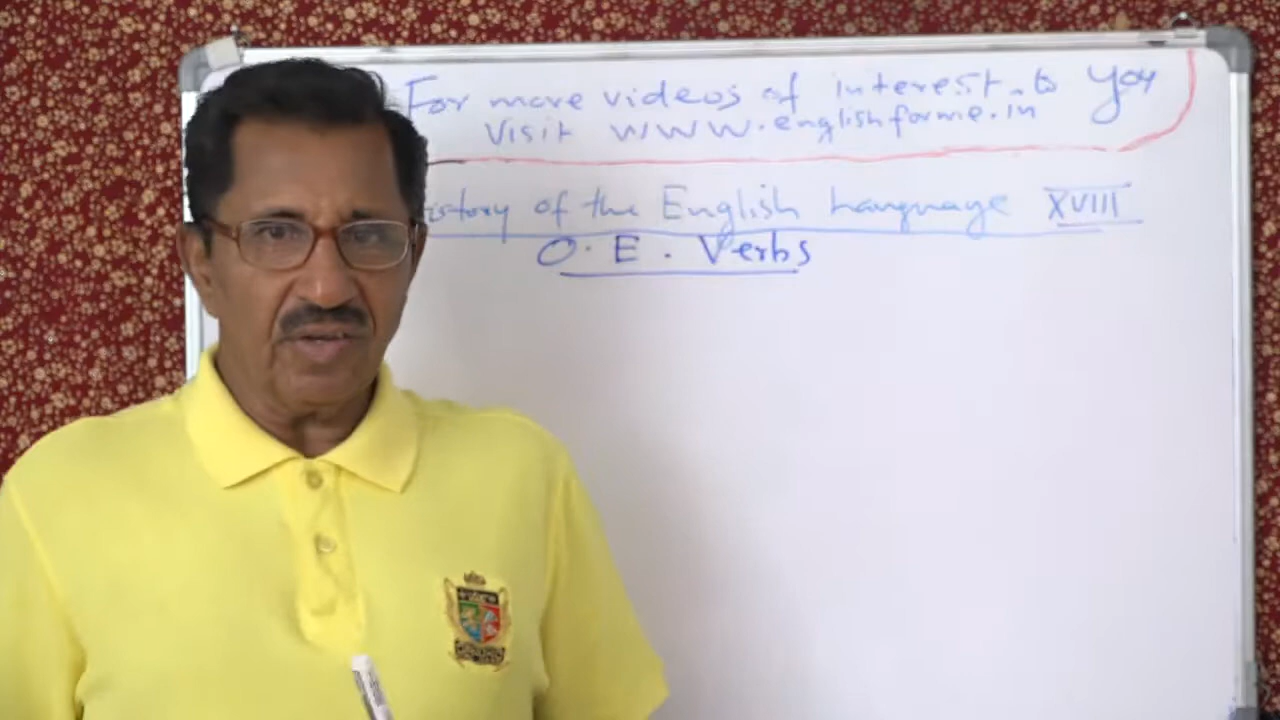 For more videos of interest to you
Visit www.englishforme.in
istory of the English Language XVIII
O. E. Verbs